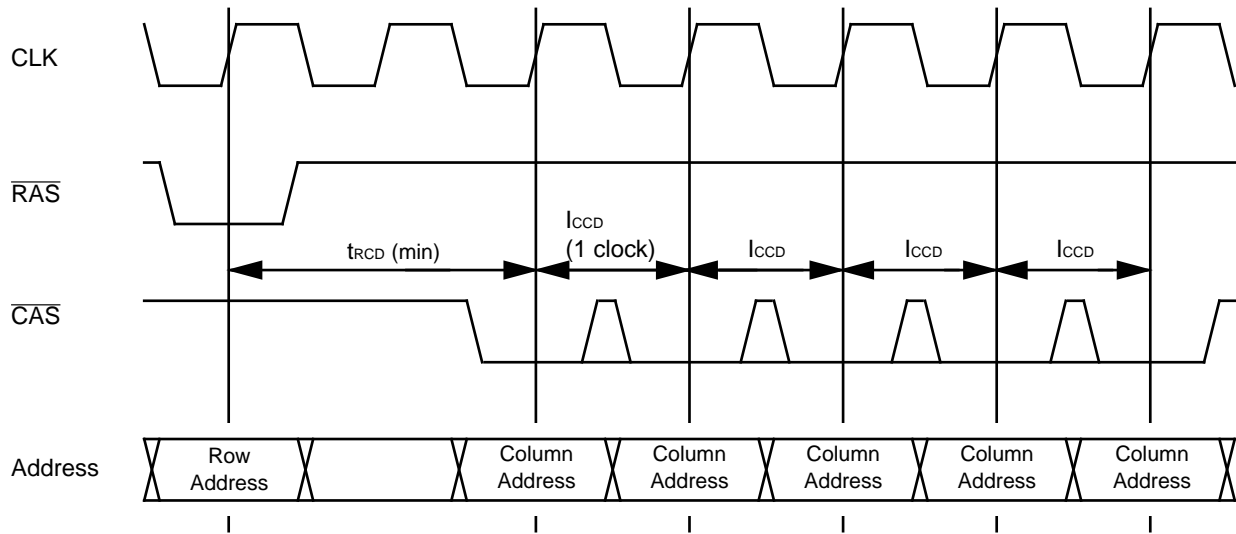 CLK
RAS
tRCD (min)
ICCD
(1 clock)
ICCD
ICCD
ICCD
CAS
Address
Row
Address
Column
Address
Column
Address
Column
Address
Column
Address
Column
Address